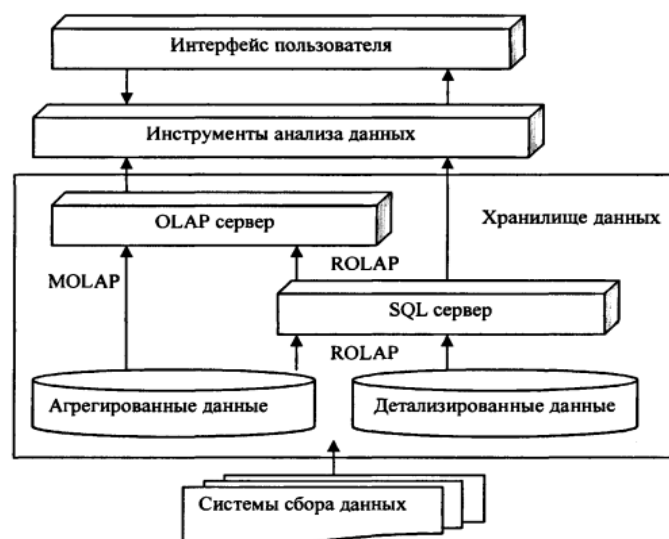 Интерфейс пользователя
Инструменты анализа данных
OLAP сервер
Хранилище данных
MOLAP
ROLAP
SQL сервер
ROLAP
Агрегированные данные
Детализированные данные
Системы сбора данных